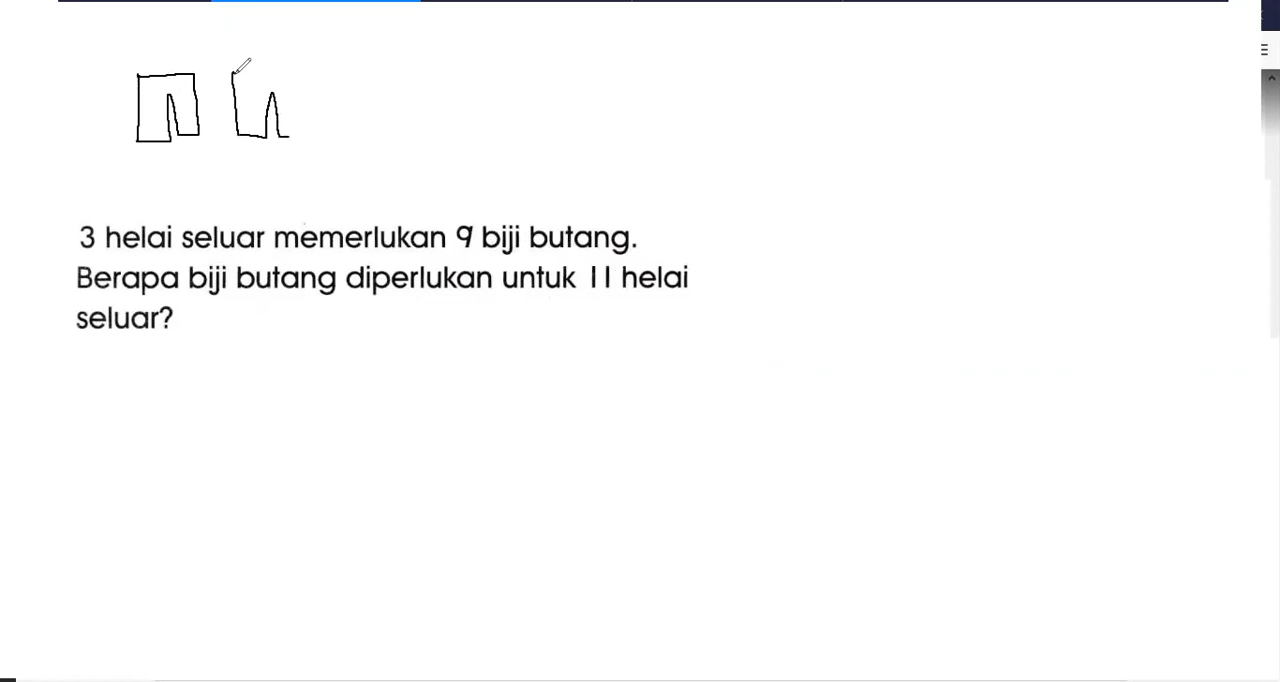 3 helai seluar memerlukan 9 biji butang.
Berapa biji butang diperlukan untuk 11 helai
seluar?